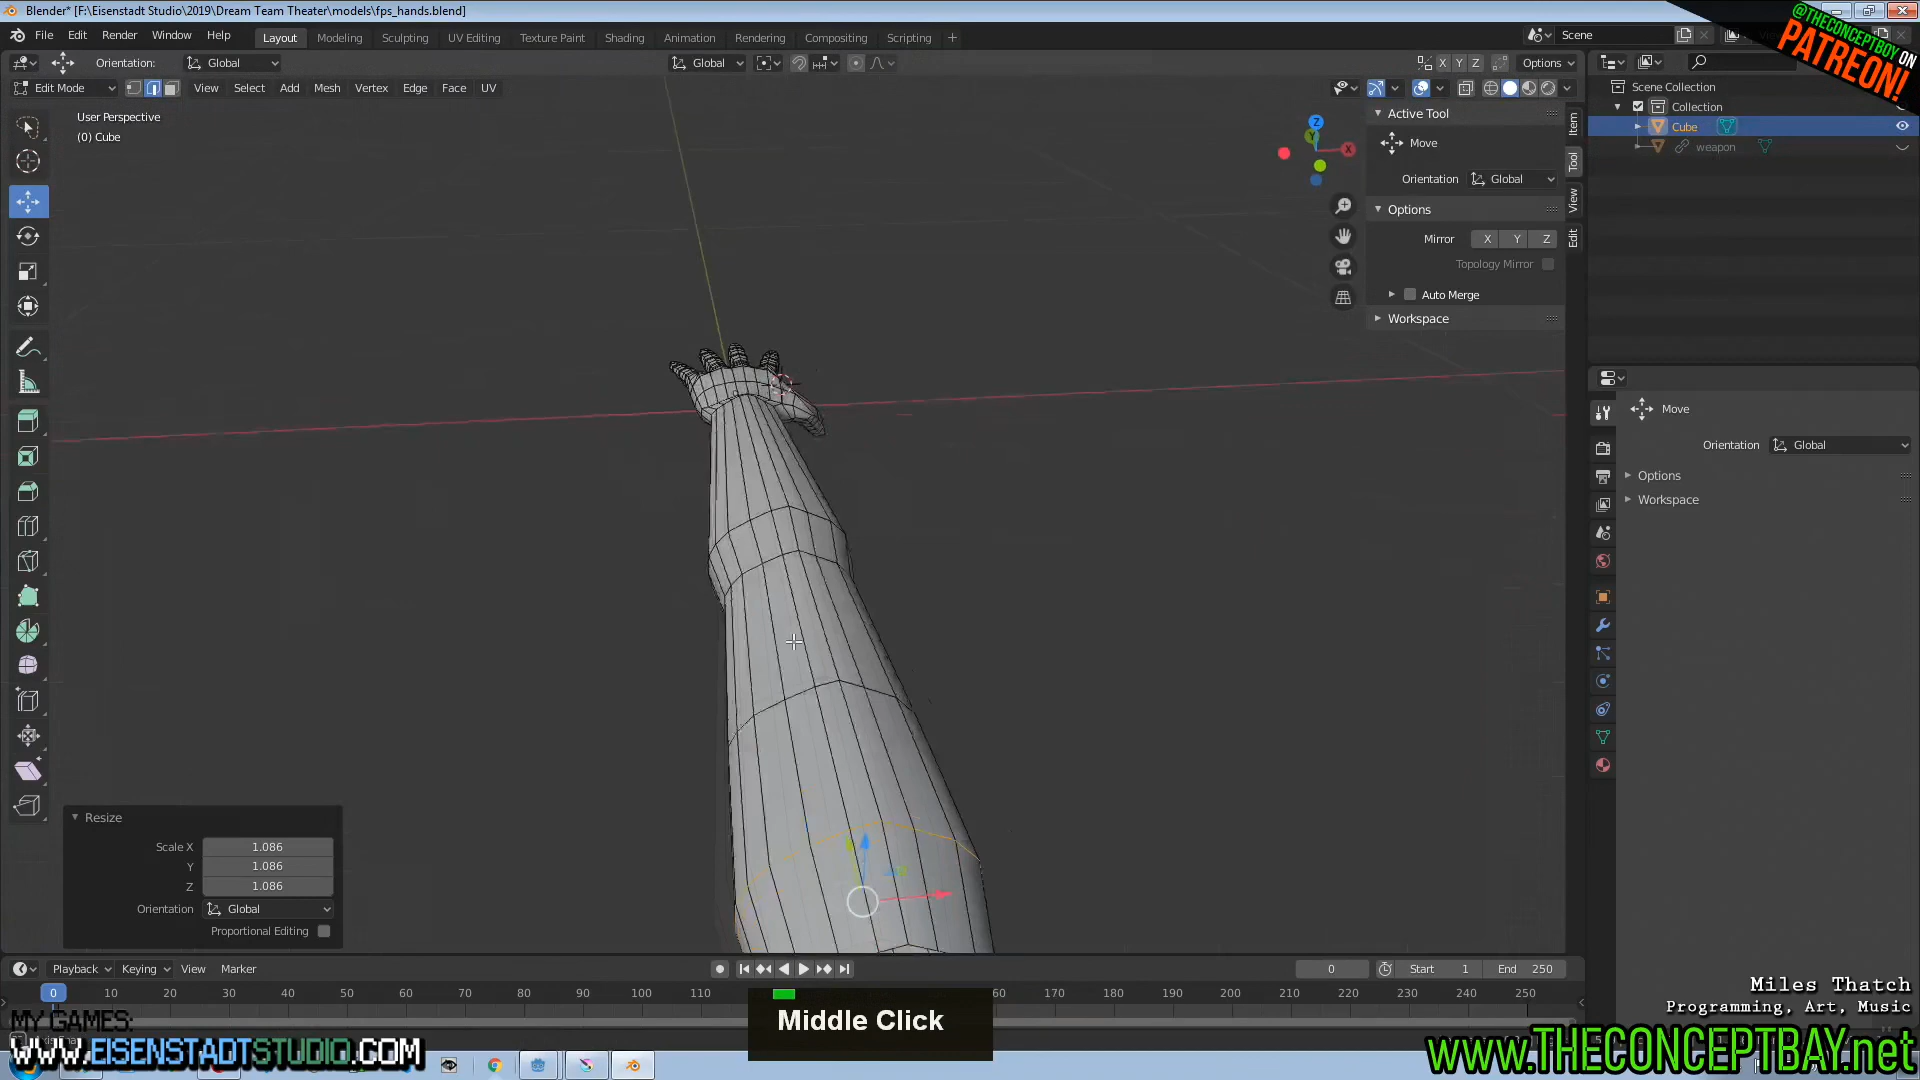 Blender* [F:\Eisenstadt Studio\2019\Dream Team Theater\models\fps_hands.blend]
File Edit Render Window Help Layout Modeling Sculpting UV Editing Texture Paint Shading Animation Rendering Compositing Scripting + Scene
@THECONCEPTBOY ON
PATREON!
Orientation: Global Global X Y Z Options
Edit Mode View Select Add Mesh Vertex Edge Face UV
User Perspective
(0) Cube
Active Tool
Move
Orientation Global
Options
Mirror X Y Z
Topology Mirror
Auto Merge
Workspace
Item
Tool
View
Edit
Z
Y
X
Scene Collection
Collection
Cube
weapon
Move
Orientation Global
Options
Workspace
Resize
Scale X 1.086
Y 1.086
Z 1.086
Orientation Global
Proportional Editing
Playback Keying View Marker 0 Start 1 End 250
0 10 20 30 40 50 60 70 80 90 100 110 60 170 180 190 200 210 220 230 240 250
Middle Click
MY GAMES:
WWW.EISENSTADTSTUDIO.COM
Miles Thatch
Programming, Art, Music
www.THECONCEPTBAY.net